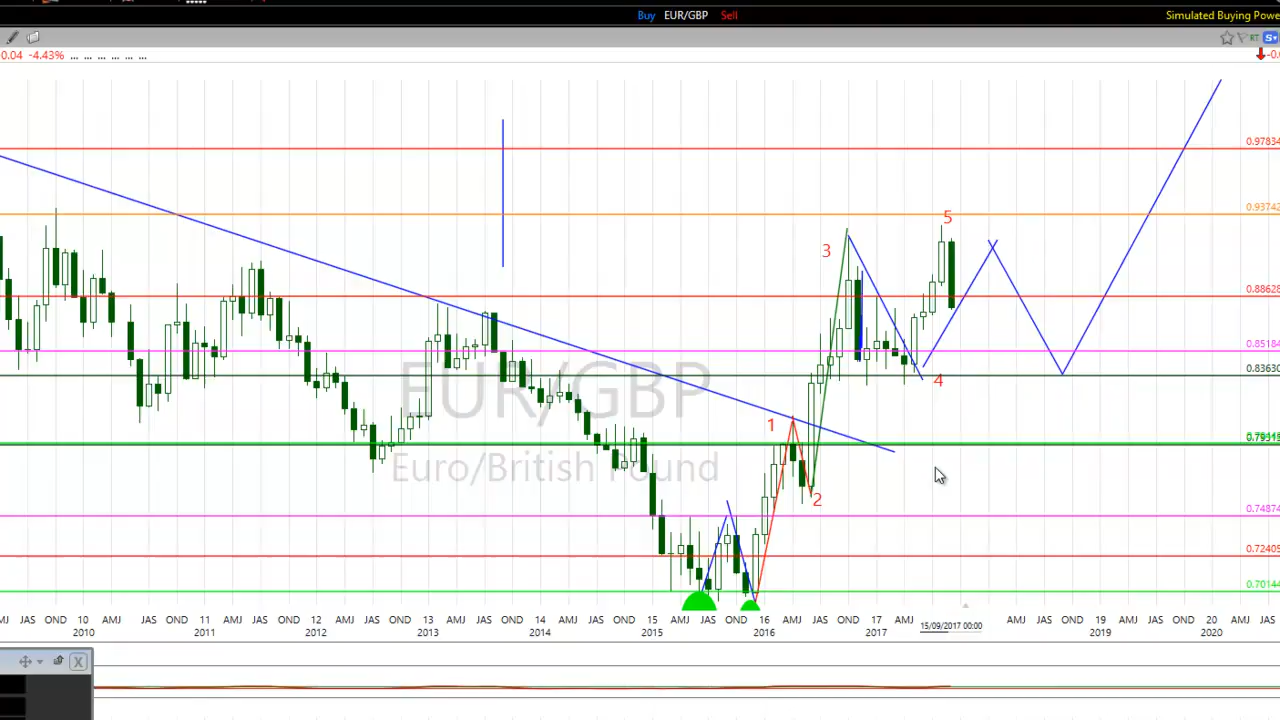 Buy EUR/GBP Sell
Simulated Buying Powe
RT S
0.04 -4.43% ... ... ... ... ... ...
0.97834
0.93742
5
3
0.88628
0.85184
0.83630
4
EUR/GBP
1
Euro/British Pound
2
0.74874
0.72405
0.70144
JAS OND 10 AMJ JAS OND 11 AMJ JAS OND 12 AMJ JAS OND 13 AMJ JAS OND 14 AMJ JAS OND 15 AMJ JAS OND 16 AMJ JAS OND 17 AMJ 15/09/2017 00:00 AMJ JAS OND 19 AMJ JAS OND 20 AMJ JAS
2010 2011 2012 2013 2014 2015 2016 2017 2019 2020
X